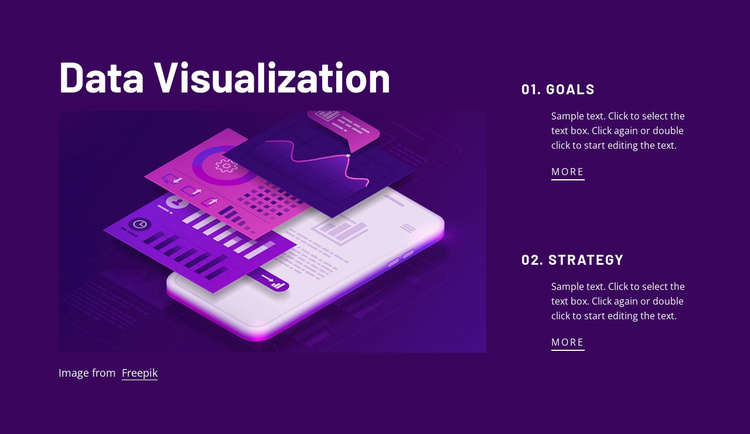 Data Visualization
01. GOALS
Sample text. Click to select the
text box. Click again or double
click to start editing the text.
MORE
02. STRATEGY
Sample text. Click to select the
text box. Click again or double
click to start editing the text.
MORE
Image from Freepik